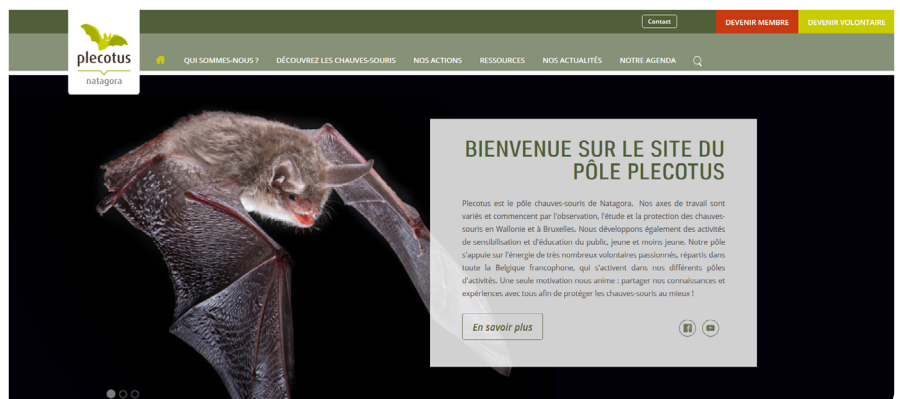 Contact
DEVENIR MEMBRE
DEVENIR VOLONTAIRE
plecotus
natagora
QUI SOMMES-NOUS ?
DÉCOUVREZ LES CHAUVES-SOURIS
NOS ACTIONS
RESSOURCES
NOS ACTUALITÉS
NOTRE AGENDA
BIENVENUE SUR LE SITE DU
PÔLE PLECOTUS
Plecotus est le pôle chauves-souris de Natagora. Nos axes de travail sont
variés et commencent par l'observation, l'étude et la protection des chauves-
souris en Wallonie et à Bruxelles. Nous développons également des activités
de sensibilisation et d'éducation du public, jeune et moins jeune. Notre pôle
s'appuie sur l'énergie de très nombreux volontaires passionnés, répartis dans
toute la Belgique francophone, qui s'activent dans nos différents pôles
d'activités. Une seule motivation nous anime : partager nos connaissances et
expériences avec tous afin de protéger les chauves-souris au mieux !
En savoir plus